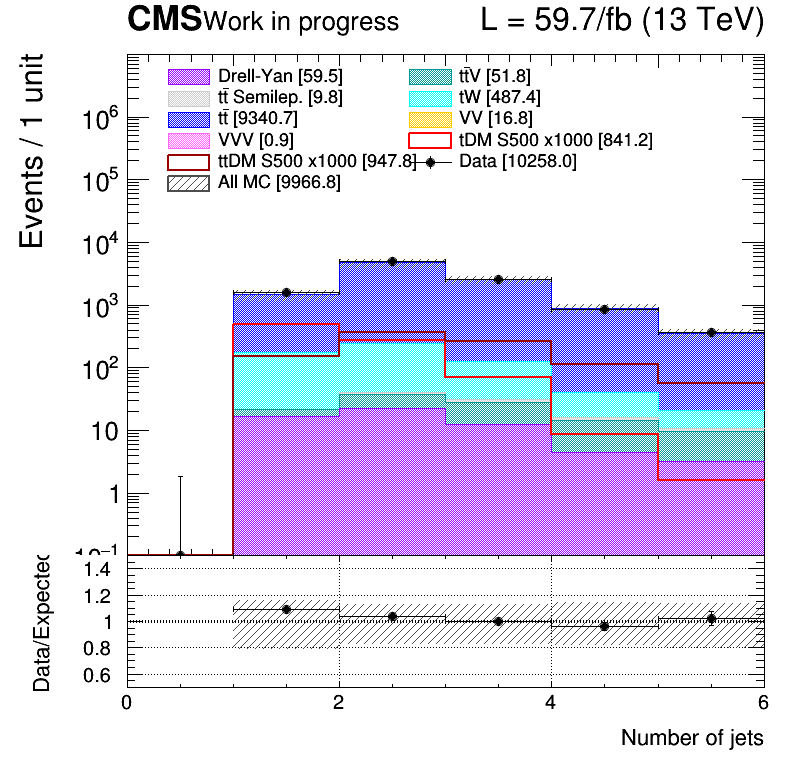 CMS Work in progress L = 59.7/fb (13 TeV)
Events / 1 unit
Drell-Yan [59.5] tt̄V [51.8]
tt̄ Semilep. [9.8] tW [487.4]
tt̄ [9340.7] VV [16.8]
VVV [0.9] tDM S500 x1000 [841.2]
ttDM S500 x1000 [947.8] Data [10258.0]
All MC [9966.8]
10⁶
10⁵
10⁴
10³
10²
10
1
10⁻¹
Data/Expected
1.4
1.2
1
0.8
0.6
0 2 4 6
Number of jets